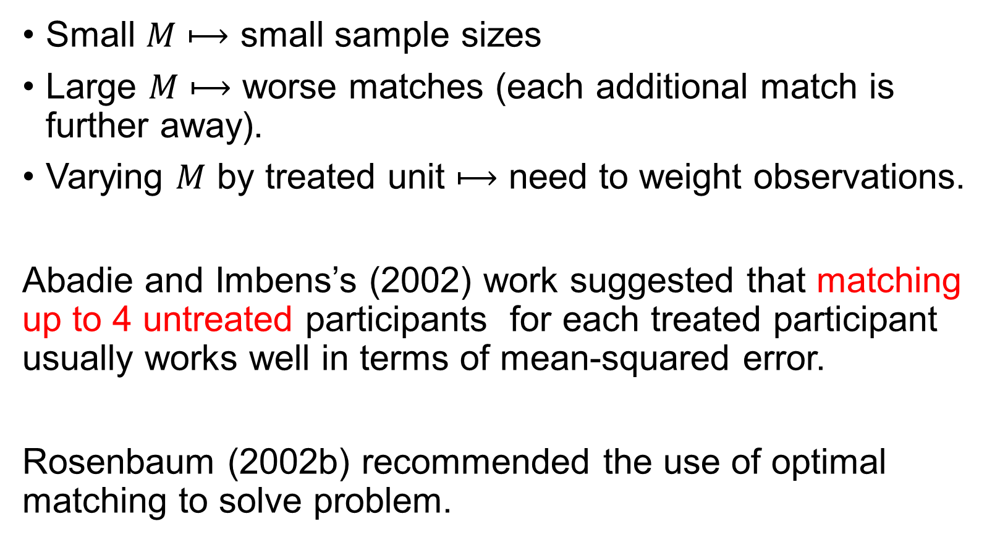 • Small 𝑀 ↦ small sample sizes
• Large 𝑀 ↦ worse matches (each additional match is
further away).
• Varying 𝑀 by treated unit ↦ need to weight observations.
Abadie and Imbens’s (2002) work suggested that matching
up to 4 untreated participants  for each treated participant
usually works well in terms of mean-squared error.
Rosenbaum (2002b) recommended the use of optimal
matching to solve problem.